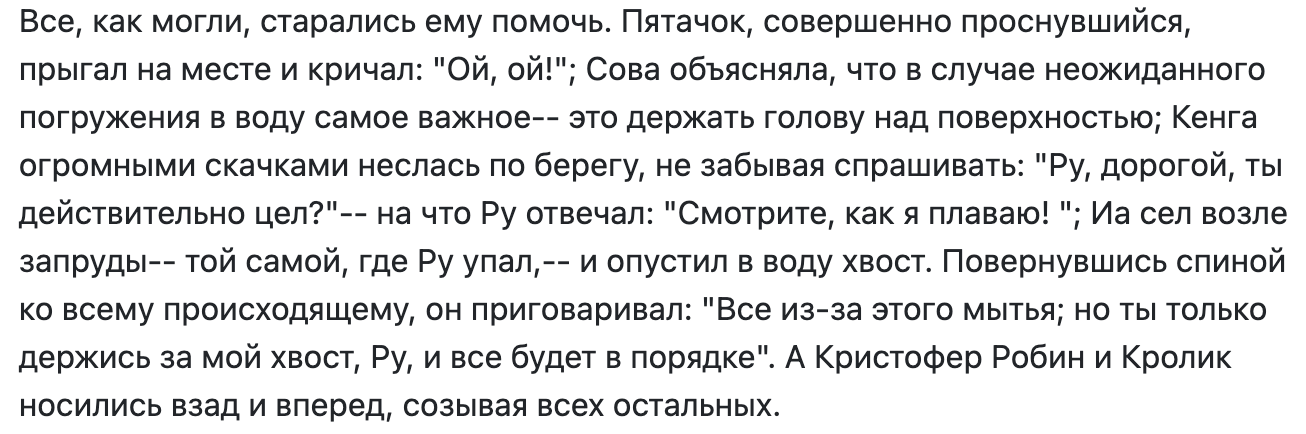 Все, как могли, старались ему помочь. Пятачок, совершенно проснувшийся,
прыгал на месте и кричал: "Ой, ой!"; Сова объясняла, что в случае неожиданного
погружения в воду самое важное-- это держать голову над поверхностью; Кенга
огромными скачками неслась по берегу, не забывая спрашивать: "Ру, дорогой, ты
действительно цел?"-- на что Ру отвечал: "Смотрите, как я плаваю! "; Иа сел возле
запруды-- той самой, где Ру упал,-- и опустил в воду хвост. Повернувшись спиной
ко всему происходящему, он приговаривал: "Все из-за этого мытья; но ты только
держись за мой хвост, Ру, и все будет в порядке". А Кристофер Робин и Кролик
носились взад и вперед, созывая всех остальных.